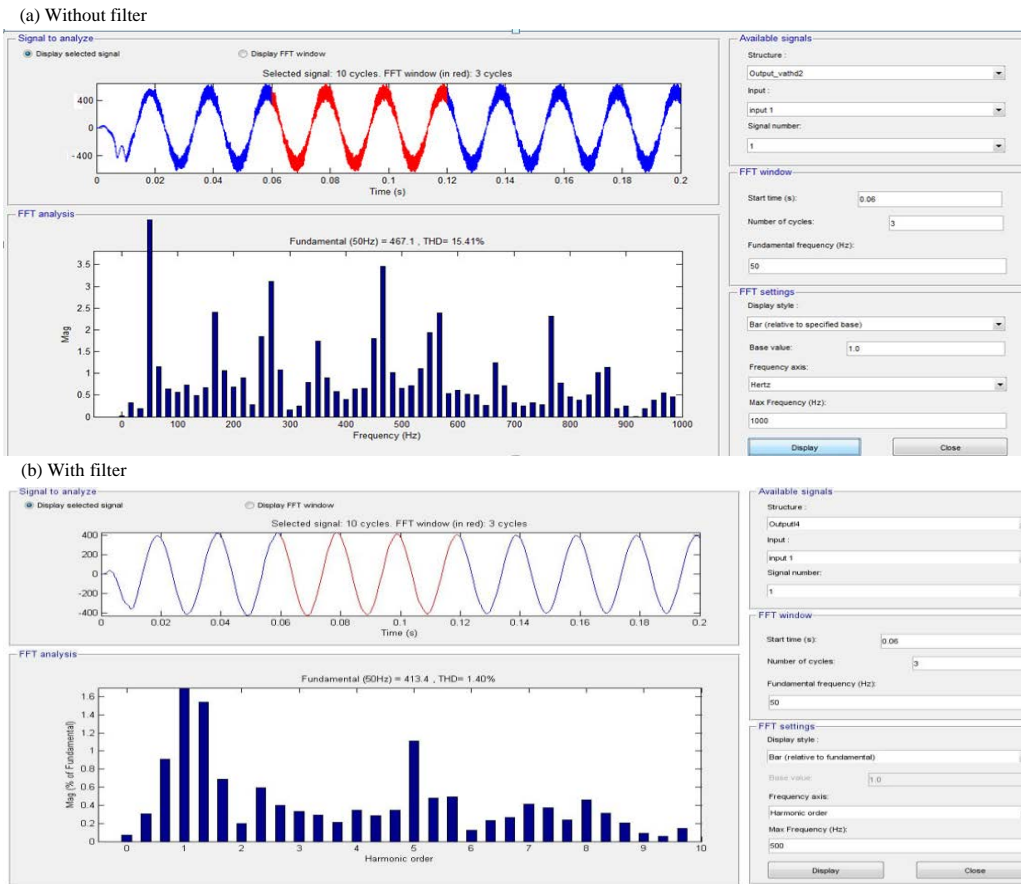 (a) Without filter
Signal to analyze
Display selected signal
Display FFT window
Selected signal: 10 cycles. FFT window (in red): 3 cycles
400
0
-400
0 0.02 0.04 0.06 0.08 0.1 0.12 0.14 0.16 0.18 0.2
Time (s)
FFT analysis
Fundamental (50Hz) = 467.1 , THD= 15.41%
3.5
3
2.5
2
1.5
1
0.5
0
Mag
0 100 200 300 400 500 600 700 800 900 1000
Frequency (Hz)
Available signals
Structure :
Output_vathd2
Input :
input 1
Signal number:
1
FFT window
Start time (s): 0.06
Number of cycles: 3
Fundamental frequency (Hz):
50
FFT settings
Display style :
Bar (relative to specified base)
Base value: 1.0
Frequency axis:
Hertz
Max Frequency (Hz):
1000
Display Close
(b) With filter
Signal to analyze
Display selected signal
Display FFT window
Selected signal: 10 cycles. FFT window (in red): 3 cycles
400
200
0
-200
-400
0 0.02 0.04 0.06 0.08 0.1 0.12 0.14 0.16 0.18 0.2
Time (s)
FFT analysis
Fundamental (50Hz) = 413.4 , THD= 1.40%
1.6
1.4
1.2
1
0.8
0.6
0.4
0.2
0
Mag (% of Fundamental)
0 1 2 3 4 5 6 7 8 9 10
Harmonic order
Available signals
Structure :
Outputl4
Input :
input 1
Signal number:
1
FFT window
Start time (s): 0.06
Number of cycles: 3
Fundamental frequency (Hz):
50
FFT settings
Display style :
Bar (relative to fundamental)
Base value: 1.0
Frequency axis:
Harmonic order
Max Frequency (Hz):
500
Display Close